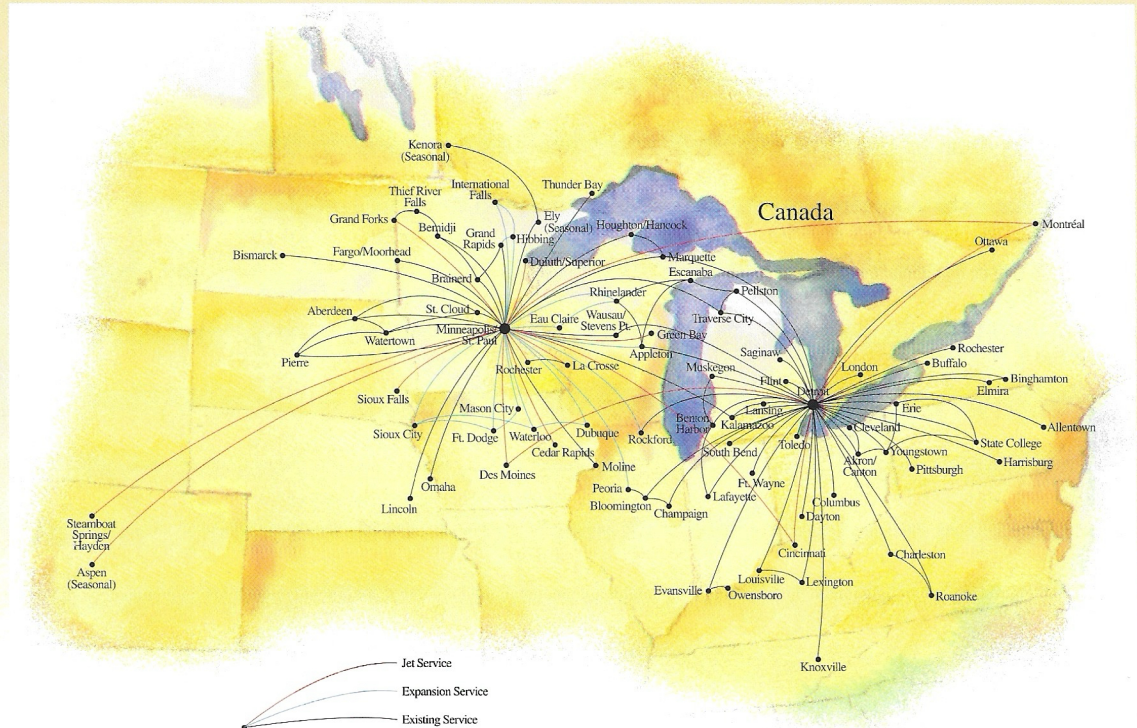 Kenora
(Seasonal)
International
Falls
Thunder Bay
Thief River
Falls
Grand Forks
Bemidji
Ely
(Seasonal)
Houghton/Hancock
Canada
Montréal
Grand
Rapids
Hibbing
Ottawa
Bismarck
Fargo/Moorhead
Duluth/Superior
Marquette
Escanaba
Brainerd
Rhinelander
Pellston
Aberdeen
St. Cloud
Eau Claire
Wausau/
Stevens Pt.
Traverse City
Minneapolis
St. Paul
Green Bay
Watertown
Appleton
Pierre
Rochester
La Crosse
Saginaw
Muskegon
London
Rochester
Buffalo
Flint
Detroit
Binghamton
Elmira
Sioux Falls
Mason City
Lansing
Erie
Benton
Harbor
Kalamazoo
Cleveland
Allentown
Sioux City
Ft. Dodge
Waterloo
Dubuque
Rockford
South Bend
Toledo
State College
Cedar Rapids
Akron/
Canton
Youngstown
Pittsburgh
Harrisburg
Des Moines
Moline
Omaha
Peoria
Ft. Wayne
Lincoln
Bloomington
Champaign
Lafayette
Columbus
Dayton
Steamboat
Springs/
Hayden
Aspen
(Seasonal)
Cincinnati
Charleston
Louisville
Lexington
Evansville
Owensboro
Roanoke
Knoxville
Jet Service
Expansion Service
Existing Service